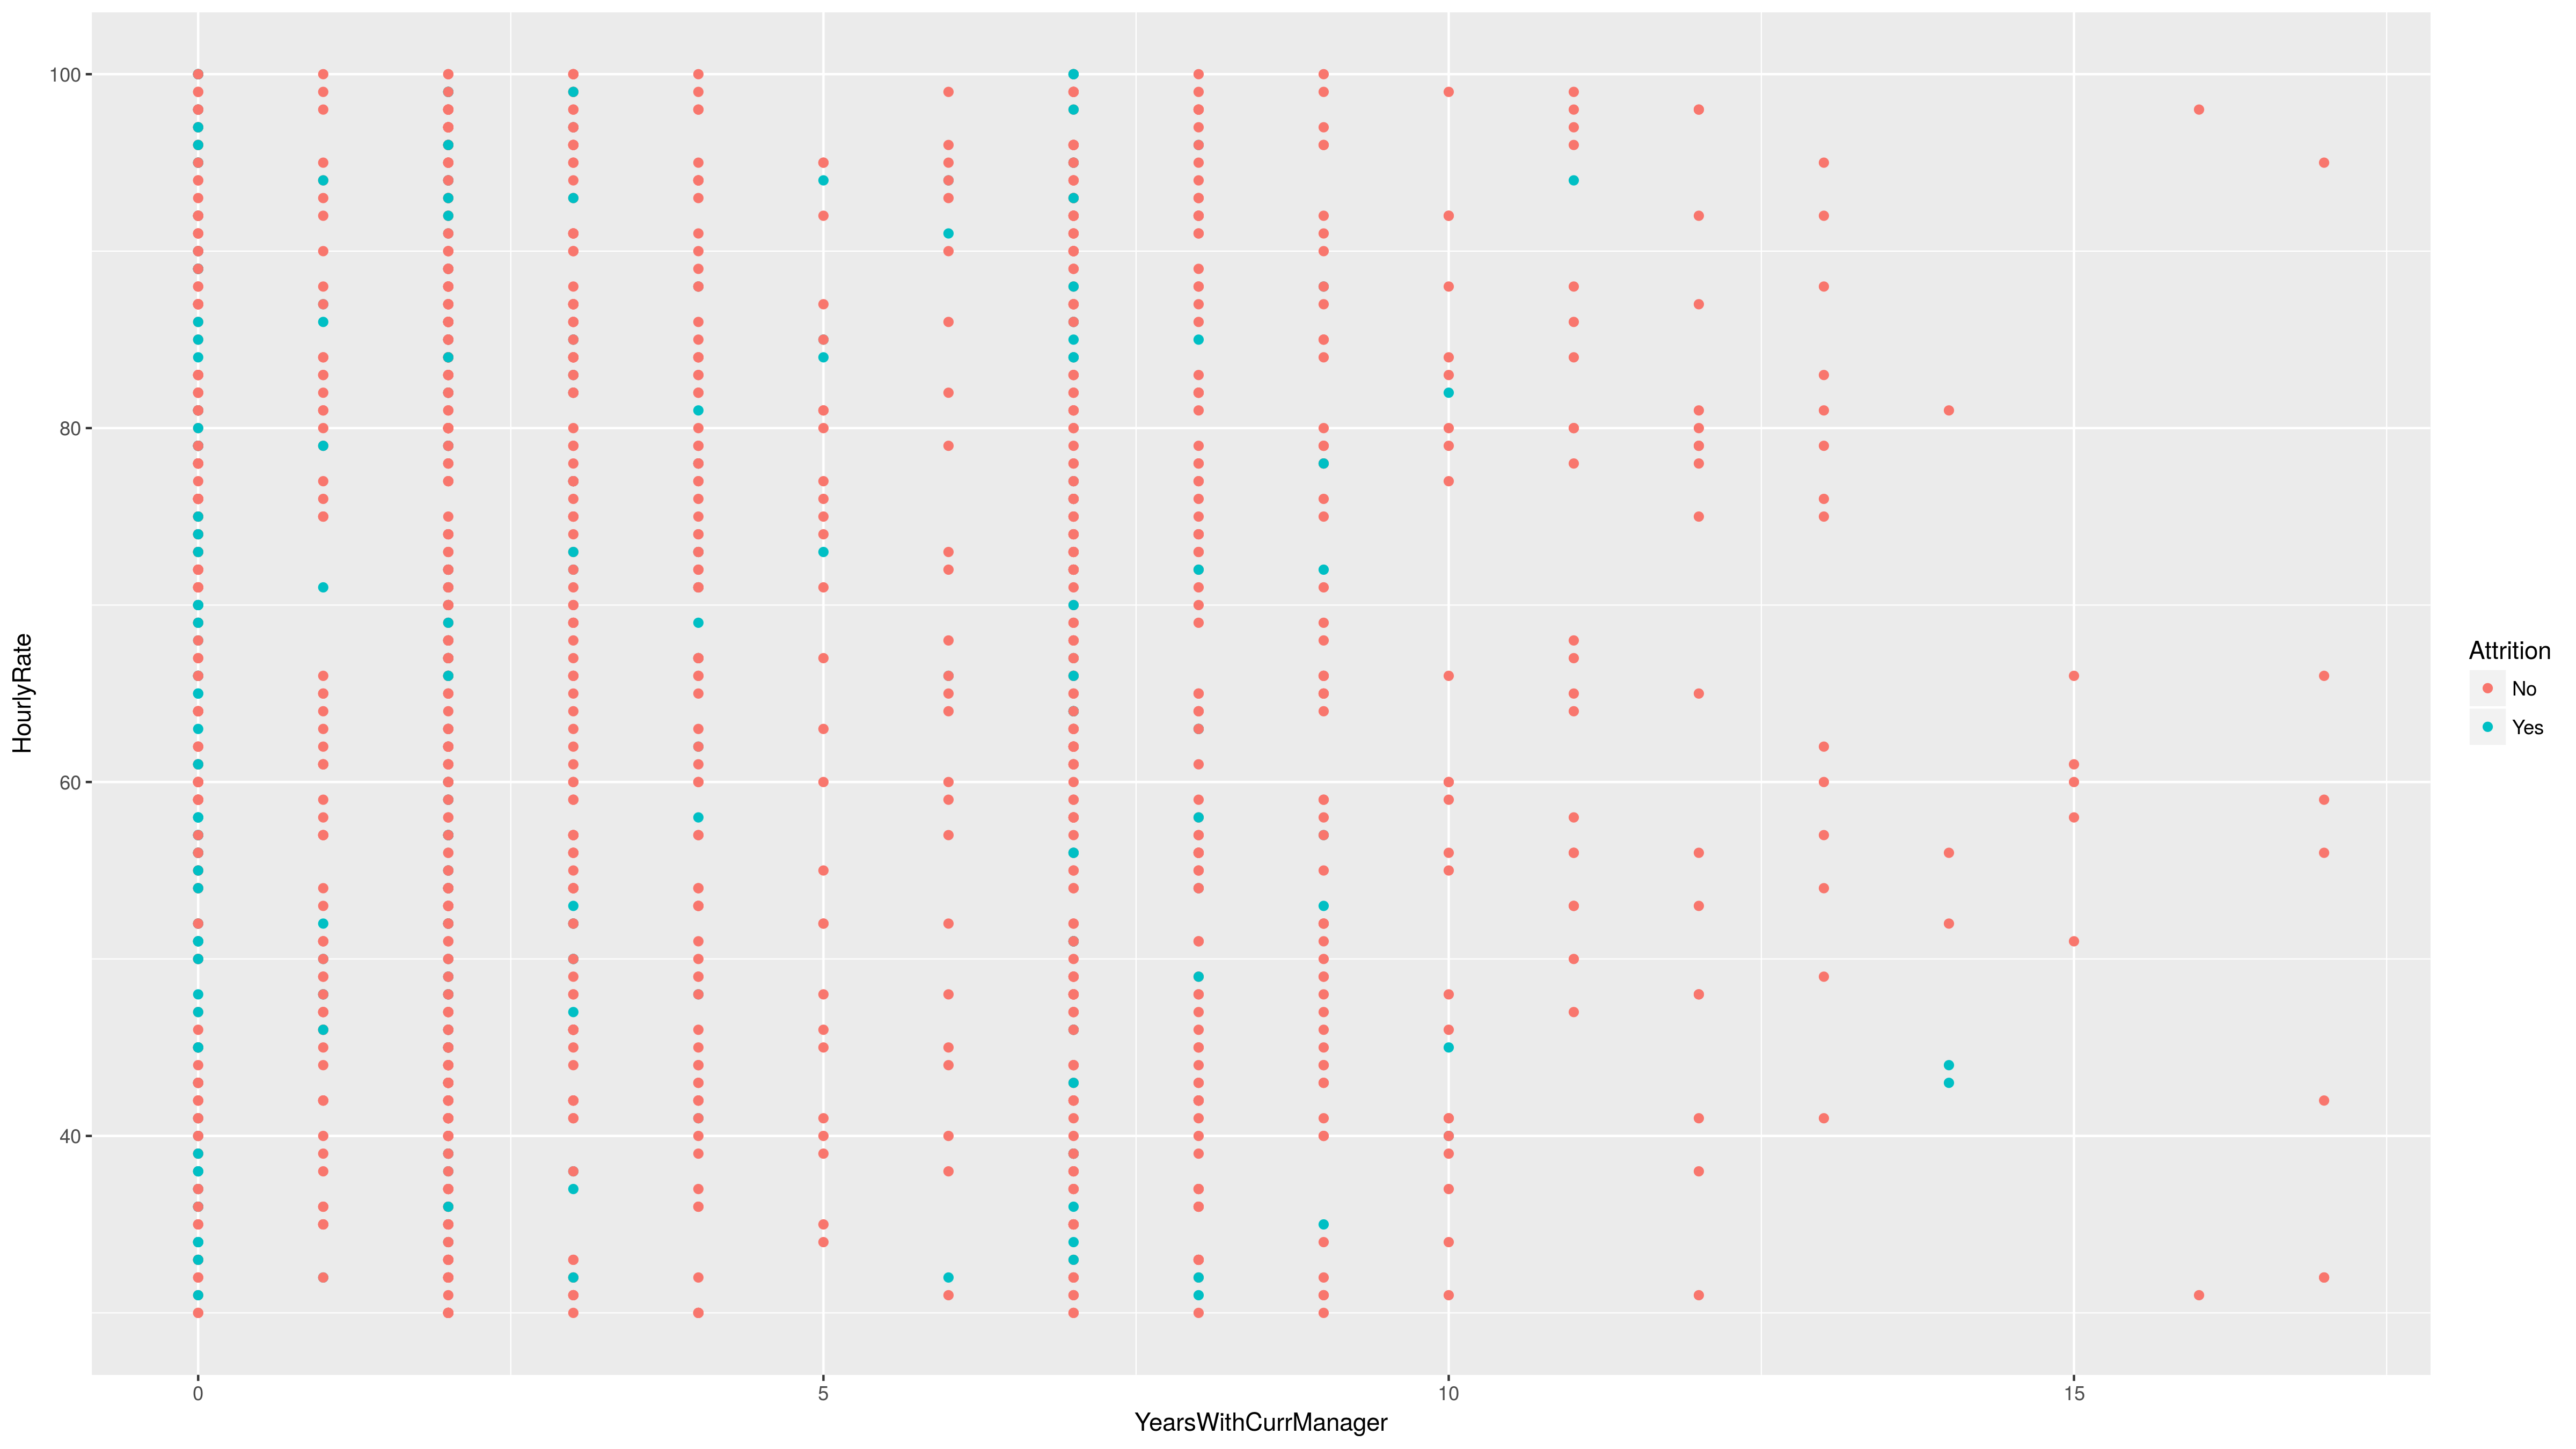 100
80
60
40
HourlyRate
0
5
10
15
YearsWithCurrManager
Attrition
No
Yes